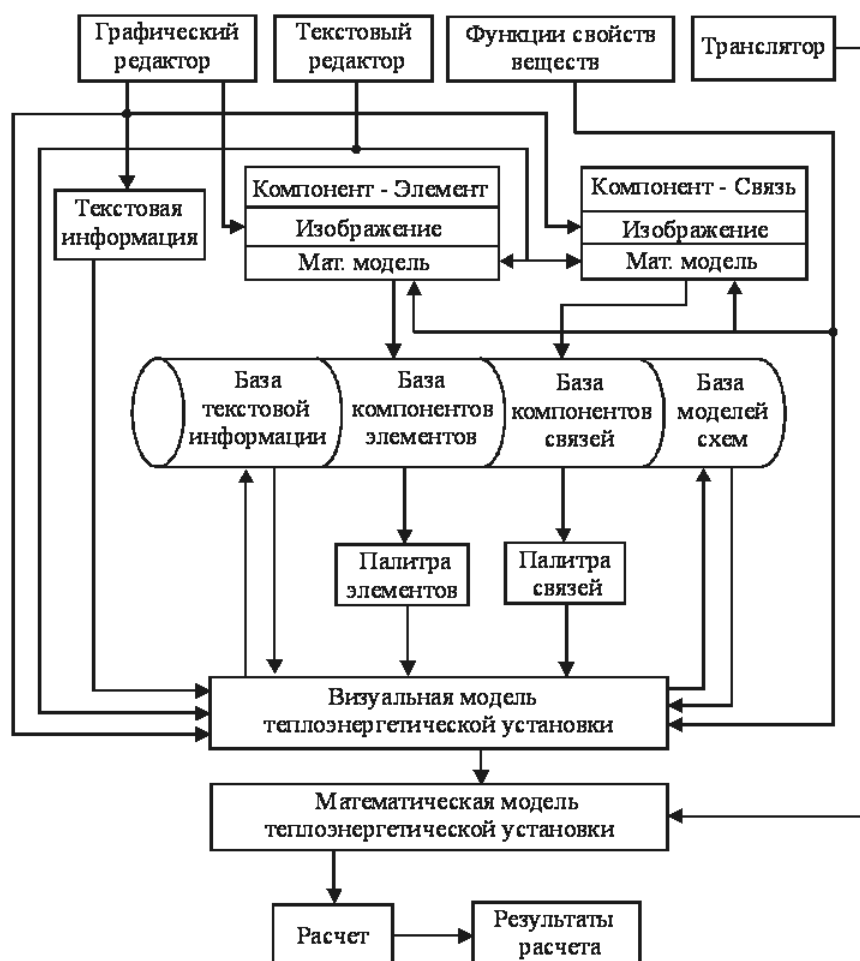 Графический
редактор
Текстовый
редактор
Функции свойств
веществ
Транслятор
Текстовая
информация
Компонент - Элемент
Изображение
Мат. модель
Компонент - Связь
Изображение
Мат. модель
База
текстовой
информации
База
компонентов
элементов
База
компонентов
связей
База
моделей
схем
Палитра
элементов
Палитра
связей
Визуальная модель
теплоэнергетической установки
Математическая модель
теплоэнергетической установки
Расчет
Результаты
расчета